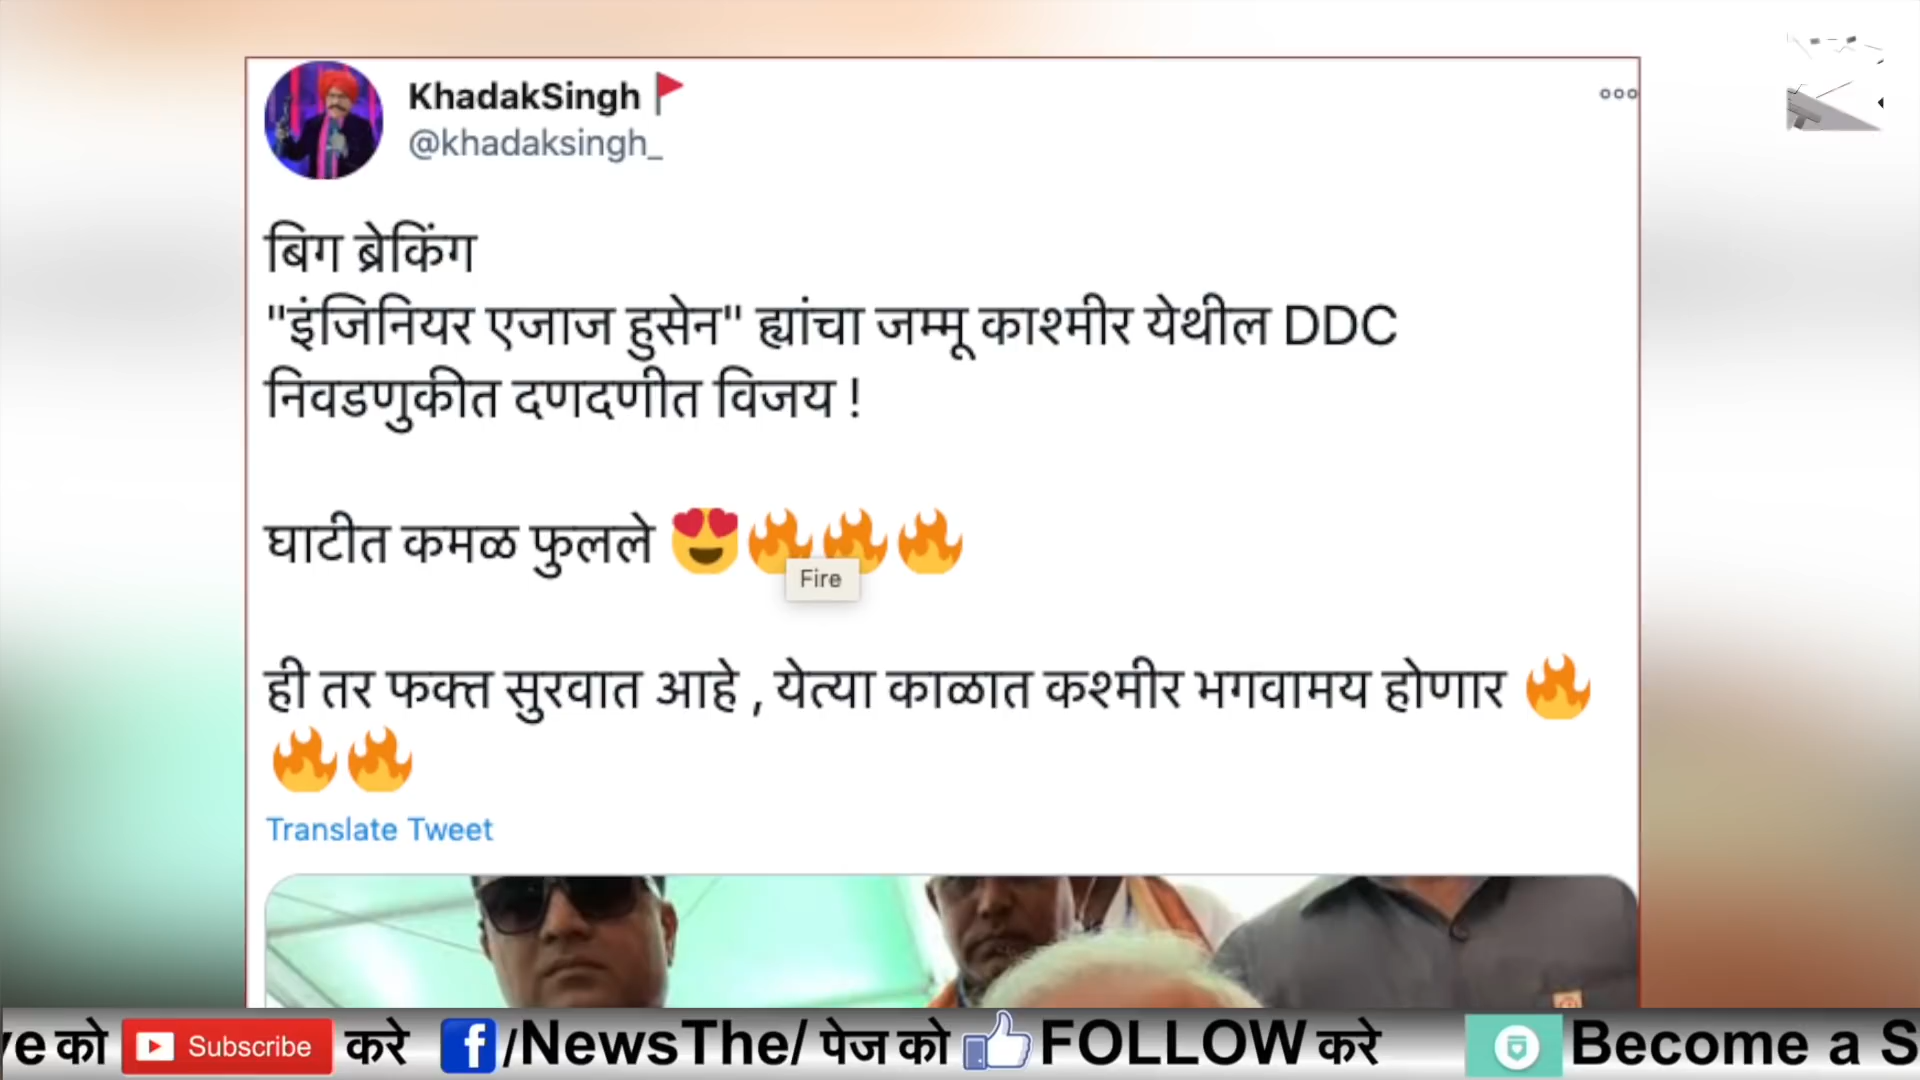 KhadakSingh
@khadaksingh_
बिग ब्रेकिंग
"इंजिनियर एजाज हुसेन" ह्यांचा जम्मू काश्मीर येथील DDC
निवडणुकीत दणदणीत विजय !
घाटीत कमळ फुलले 😍🔥🔥🔥
Fire
ही तर फक्त सुरवात आहे , येत्या काळात कश्मीर भगवामय होणार 🔥
🔥🔥
Translate Tweet
को Subscribe करे f/NewsThe/ पेज को FOLLOW करे Become a